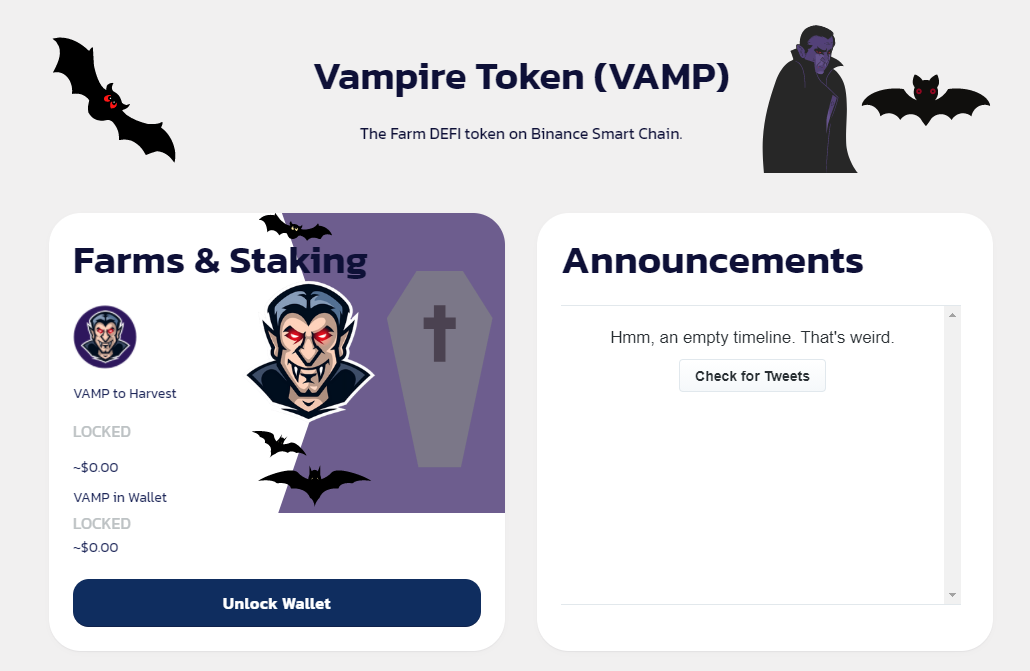 Vampire Token (VAMP)
The Farm DEFI token on Binance Smart Chain.
Farms & Staking
VAMP to Harvest
LOCKED
~$0.00
VAMP in Wallet
LOCKED
~$0.00
Unlock Wallet
Announcements
Hmm, an empty timeline. That's weird.
Check for Tweets